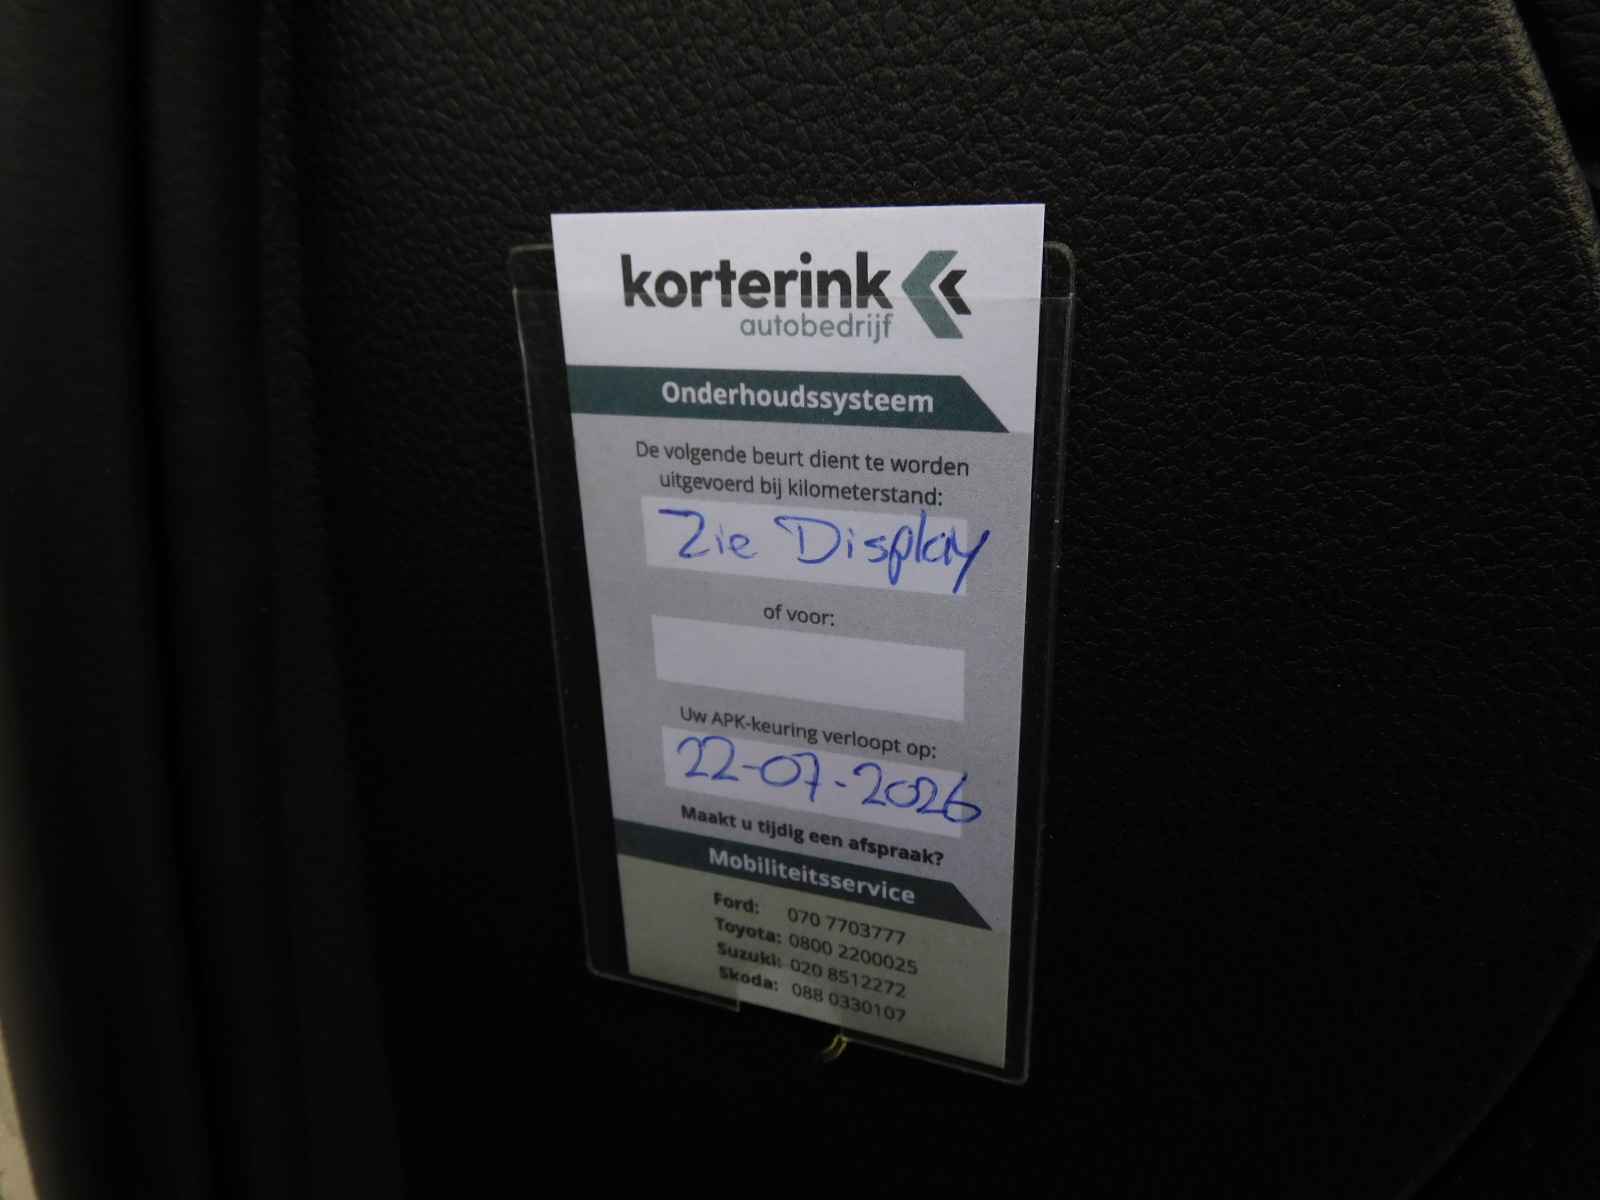 korterink
autobedrijf
Onderhoudssysteem
De volgende beurt dient te worden
uitgevoerd bij kilometerstand:
Zie Display
of voor:
Uw APK-keuring verloopt op:
22-07-2026
Maakt u tijdig een afspraak?
Mobiliteitsservice
Ford: 070 7703777
Toyota: 0800 2200025
Suzuki: 020 8512272
Skoda: 088 0330107